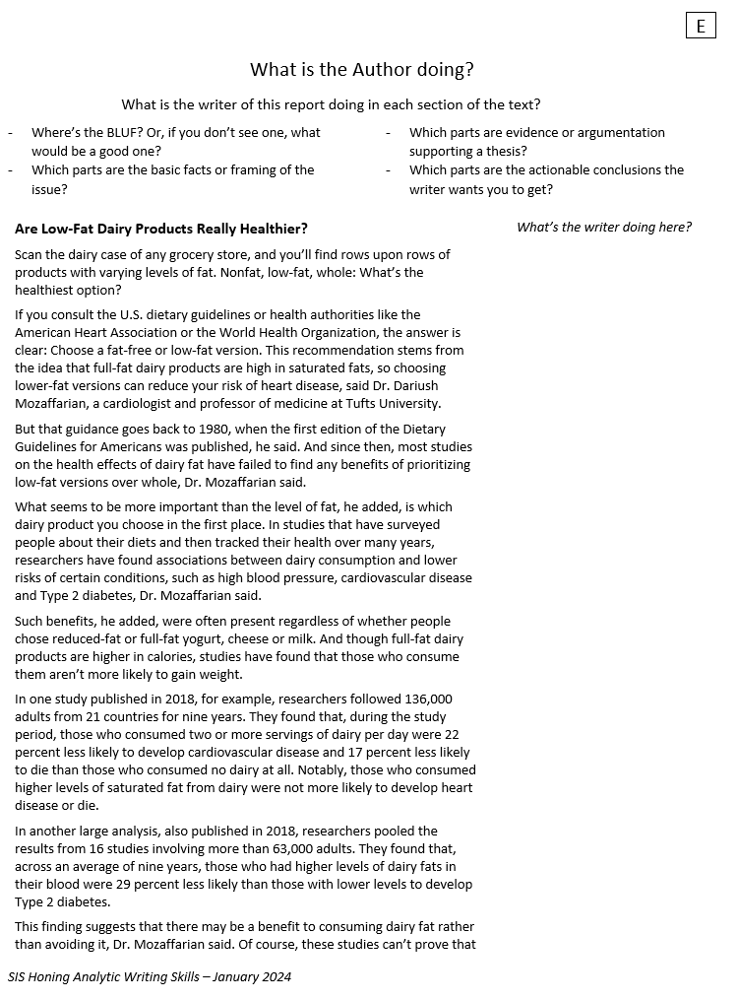 E
What is the Author doing?
What is the writer of this report doing in each section of the text?
- Where's the BLUF? Or, if you don't see one, what
would be a good one?
- Which parts are the basic facts or framing of the
issue?
- Which parts are evidence or argumentation
supporting a thesis?
- Which parts are the actionable conclusions the
writer wants you to get?
Are Low-Fat Dairy Products Really Healthier?
What's the writer doing here?
Scan the dairy case of any grocery store, and you'll find rows upon rows of
products with varying levels of fat. Nonfat, low-fat, whole: What's the
healthiest option?
If you consult the U.S. dietary guidelines or health authorities like the
American Heart Association or the World Health Organization, the answer is
clear: Choose a fat-free or low-fat version. This recommendation stems from
the idea that full-fat dairy products are high in saturated fats, so choosing
lower-fat versions can reduce your risk of heart disease, said Dr. Dariush
Mozaffarian, a cardiologist and professor of medicine at Tufts University.
But that guidance goes back to 1980, when the first edition of the Dietary
Guidelines for Americans was published, he said. And since then, most studies
on the health effects of dairy fat have failed to find any benefits of prioritizing
low-fat versions over whole, Dr. Mozaffarian said.
What seems to be more important than the level of fat, he added, is which
dairy product you choose in the first place. In studies that have surveyed
people about their diets and then tracked their health over many years,
researchers have found associations between dairy consumption and lower
risks of certain conditions, such as high blood pressure, cardiovascular disease
and Type 2 diabetes, Dr. Mozaffarian said.
Such benefits, he added, were often present regardless of whether people
chose reduced-fat or full-fat yogurt, cheese or milk. And though full-fat dairy
products are higher in calories, studies have found that those who consume
them aren't more likely to gain weight.
In one study published in 2018, for example, researchers followed 136,000
adults from 21 countries for nine years. They found that, during the study
period, those who consumed two or more servings of dairy per day were 22
percent less likely to develop cardiovascular disease and 17 percent less likely
to die than those who consumed no dairy at all. Notably, those who consumed
higher levels of saturated fat from dairy were not more likely to develop heart
disease or die.
In another large analysis, also published in 2018, researchers pooled the
results from 16 studies involving more than 63,000 adults. They found that,
across an average of nine years, those who had higher levels of dairy fats in
their blood were 29 percent less likely than those with lower levels to develop
Type 2 diabetes.
This finding suggests that there may be a benefit to consuming dairy fat rather
than avoiding it, Dr. Mozaffarian said. Of course, these studies can't prove that
SIS Honing Analytic Writing Skills – January 2024